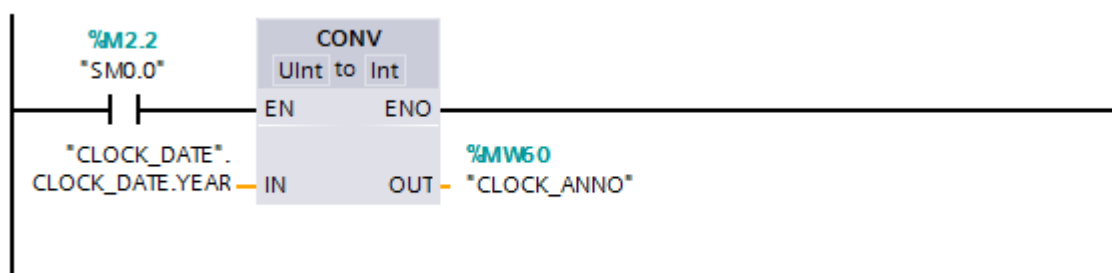 %M2.2
"SM0.0"
CONV
UInt to Int
EN ENO
"CLOCK_DATE".
CLOCK_DATE.YEAR
IN OUT
%MW60
"CLOCK_ANNO"